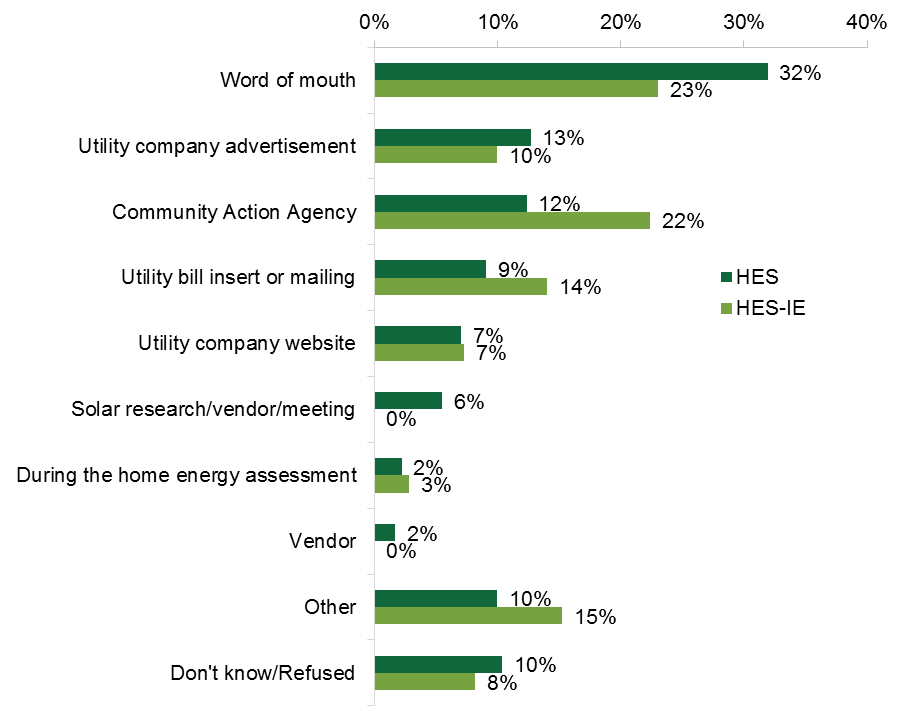 0% 10% 20% 30% 40%
Word of mouth 32%
23%
Utility company advertisement 13%
10%
Community Action Agency 12%
22%
Utility bill insert or mailing 9%
14%
HES
HES-IE
Utility company website 7%
7%
Solar research/vendor/meeting 6%
0%
During the home energy assessment 2%
3%
Vendor 2%
0%
Other 10%
15%
Don't know/Refused 10%
8%